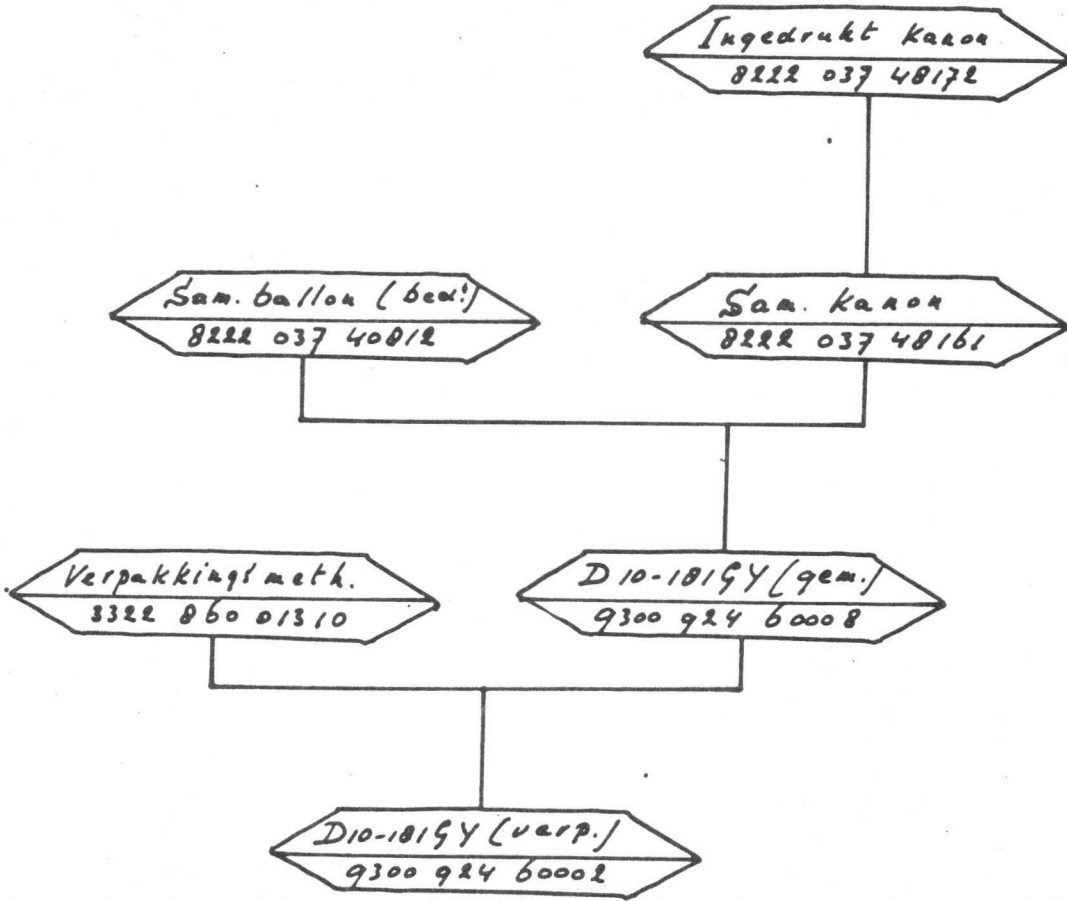 Ingedrukt kanon
8222 037 48172
Sam. ballon (bed.)
8222 037 40812
Sam. kanon
8222 037 48161
Verpakkings meth.
3322 860 01310
D10-181GY (gem.)
9300 924 60008
D10-181GY (verp.)
9300 924 60002